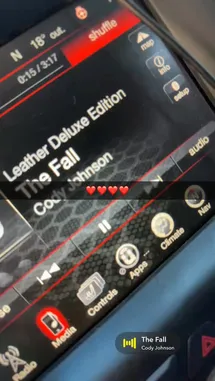 N 18° out.
shuffle
0:15 / 3:17
map
info
setup
Leather Deluxe Edition
The Fall
Cody Johnson
❤️❤️❤️❤️
audio
Media
Controls
Apps
Climate
Nav
The Fall
Cody Johnson